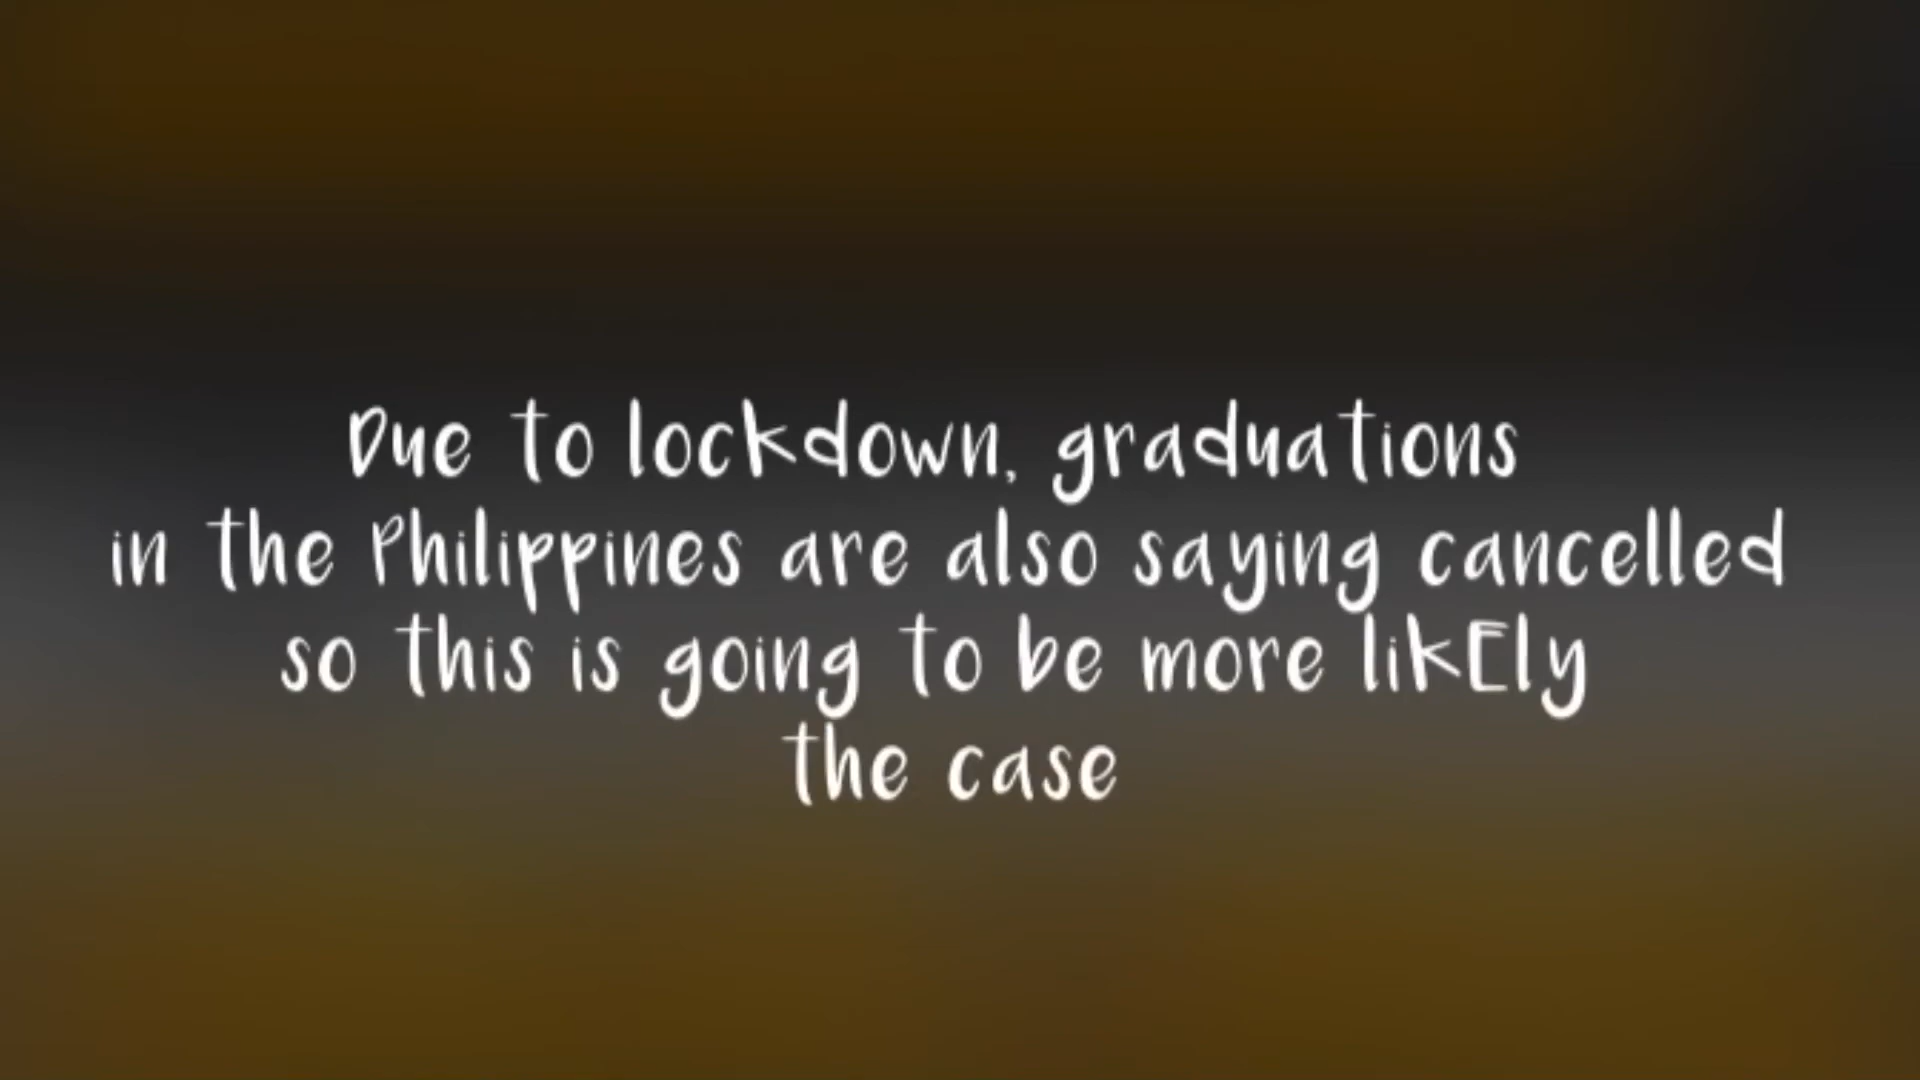 Due to lockdown, graduations
in the Philippines are also saying cancelled
so this is going to be more likEly
the case